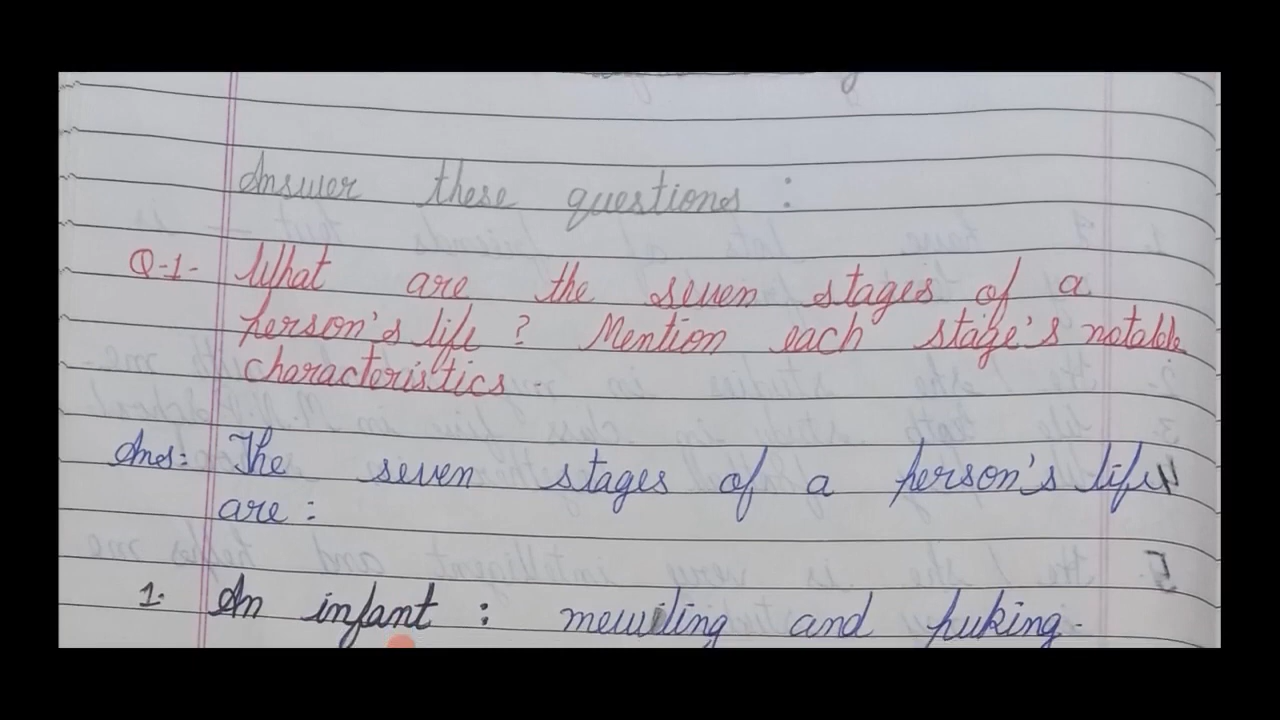 Answer these questions :
Q-1- What are the seven stages of a
person's life ? Mention each stage's notable
characteristics.
Ans: The seven stages of a person's life
are :
1. An infant : mewiling and puking.